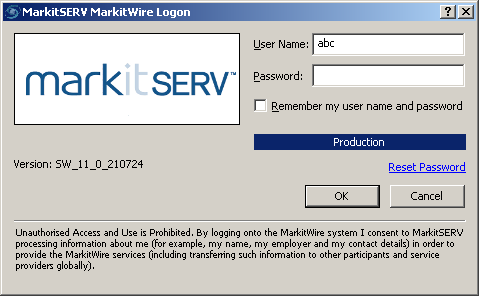 MarkitSERV MarkitWire Logon
markitSERV™
User Name: abc
Password:
Remember my user name and password
Production
Version: SW_11_0_210724
Reset Password
OK Cancel
Unauthorised Access and Use is Prohibited. By logging onto the MarkitWire system I consent to MarkitSERV
processing information about me (for example, my name, my employer and my contact details) in order to
provide the MarkitWire services (including transferring such information to other participants and service
providers globally).